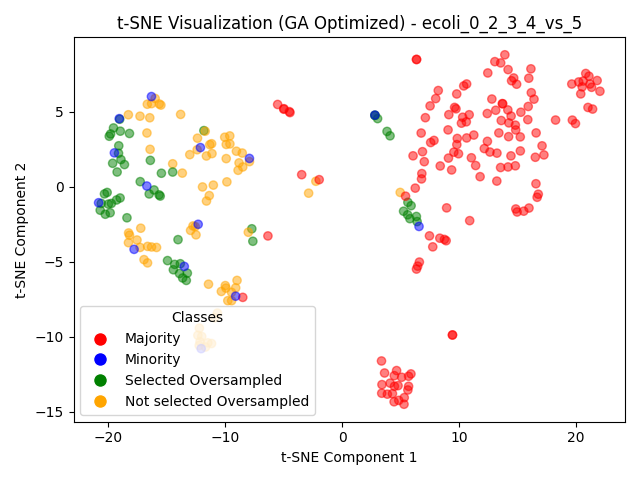 t-SNE Visualization (GA Optimized) - ecoli_0_2_3_4_vs_5
t-SNE Component 2
5
0
−5
−10
−15
Classes
Majority
Minority
Selected Oversampled
Not selected Oversampled
−20
−10
0
10
20
t-SNE Component 1